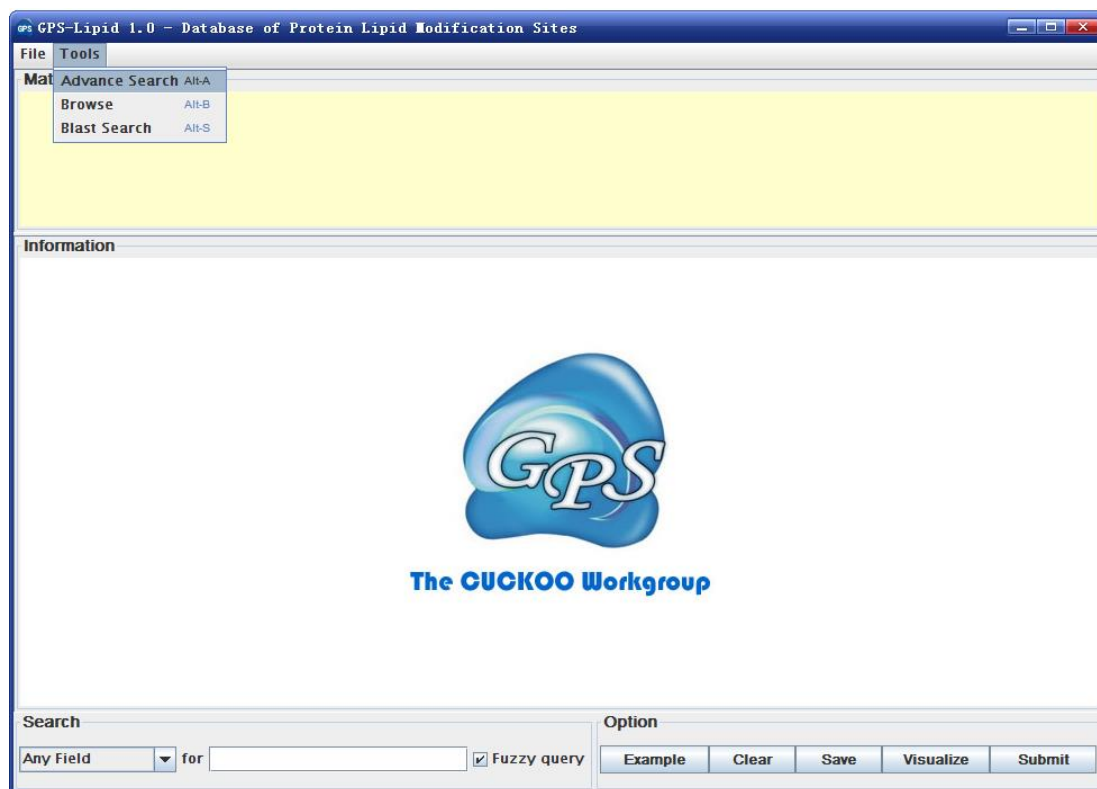 GPS GPS-Lipid 1.0 - Database of Protein Lipid Modification Sites
File Tools
Mat
Advance Search Alt-A
Browse Alt-B
Blast Search Alt-S
Information
GPS
The CUCKOO Workgroup
Search
Any Field for Fuzzy query
Option
Example Clear Save Visualize Submit